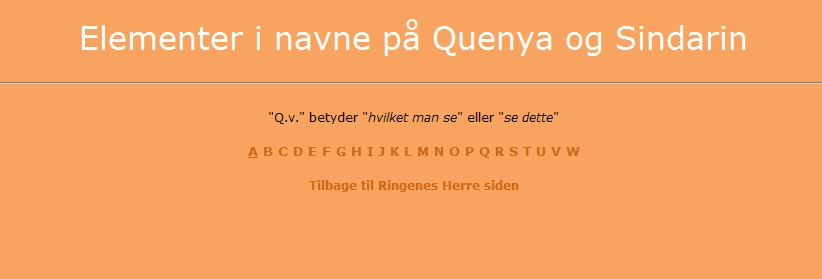 Elementer i navne på Quenya og Sindarin
"Q.v." betyder "hvilket man se" eller "se dette"
A B C D E F G H I J K L M N O P Q R S T U V W
Tilbage til Ringenes Herre siden